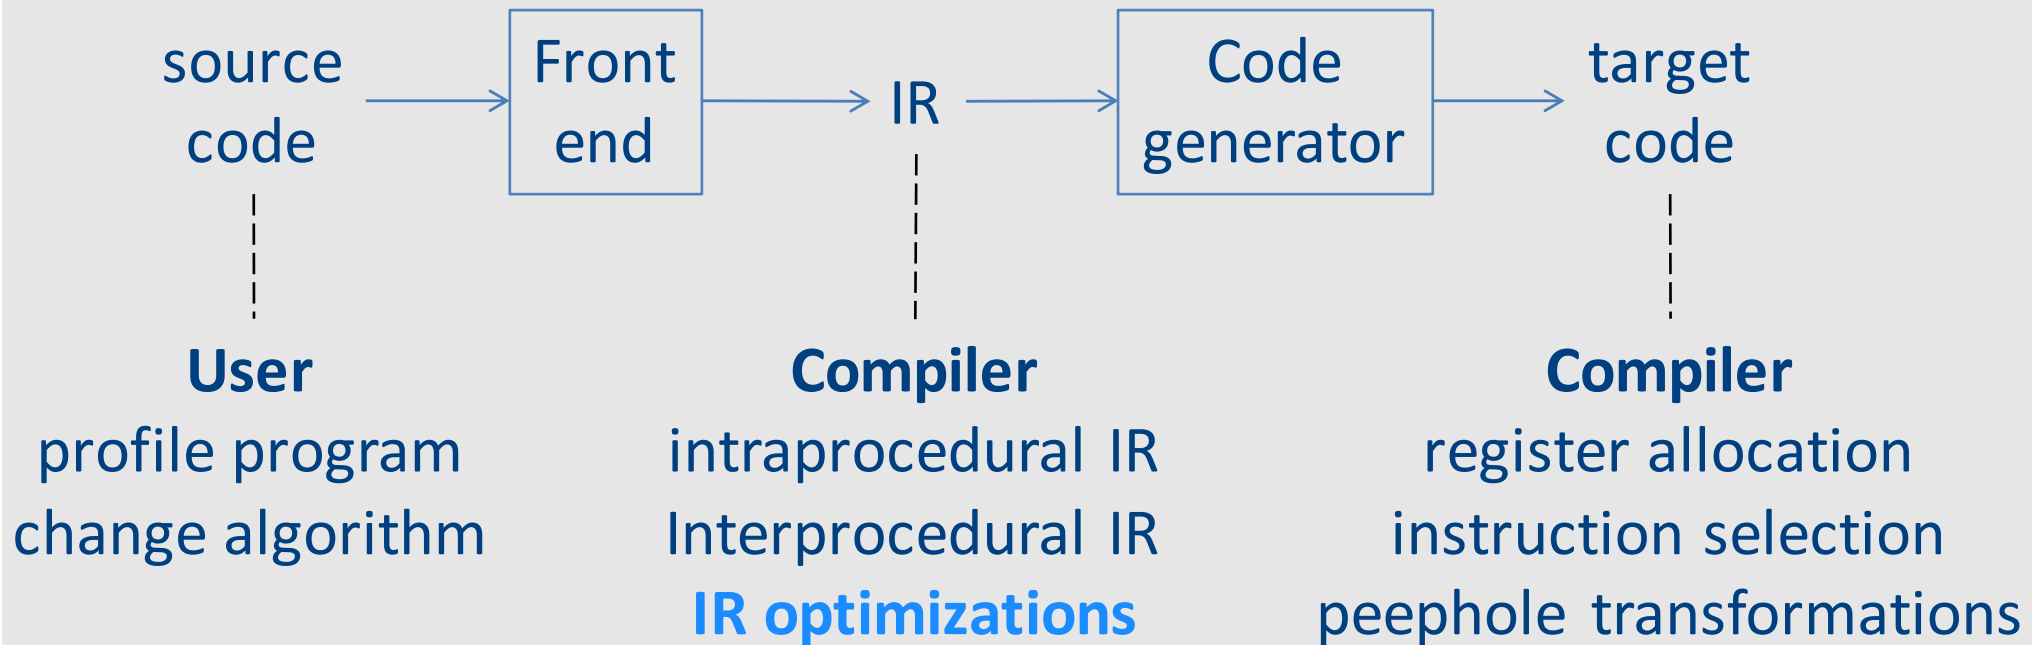 source
code
Front
end
IR
Code
generator
target
code
User
profile program
change algorithm
Compiler
intraprocedural IR
Interprocedural IR
IR optimizations
Compiler
register allocation
instruction selection
peephole transformations